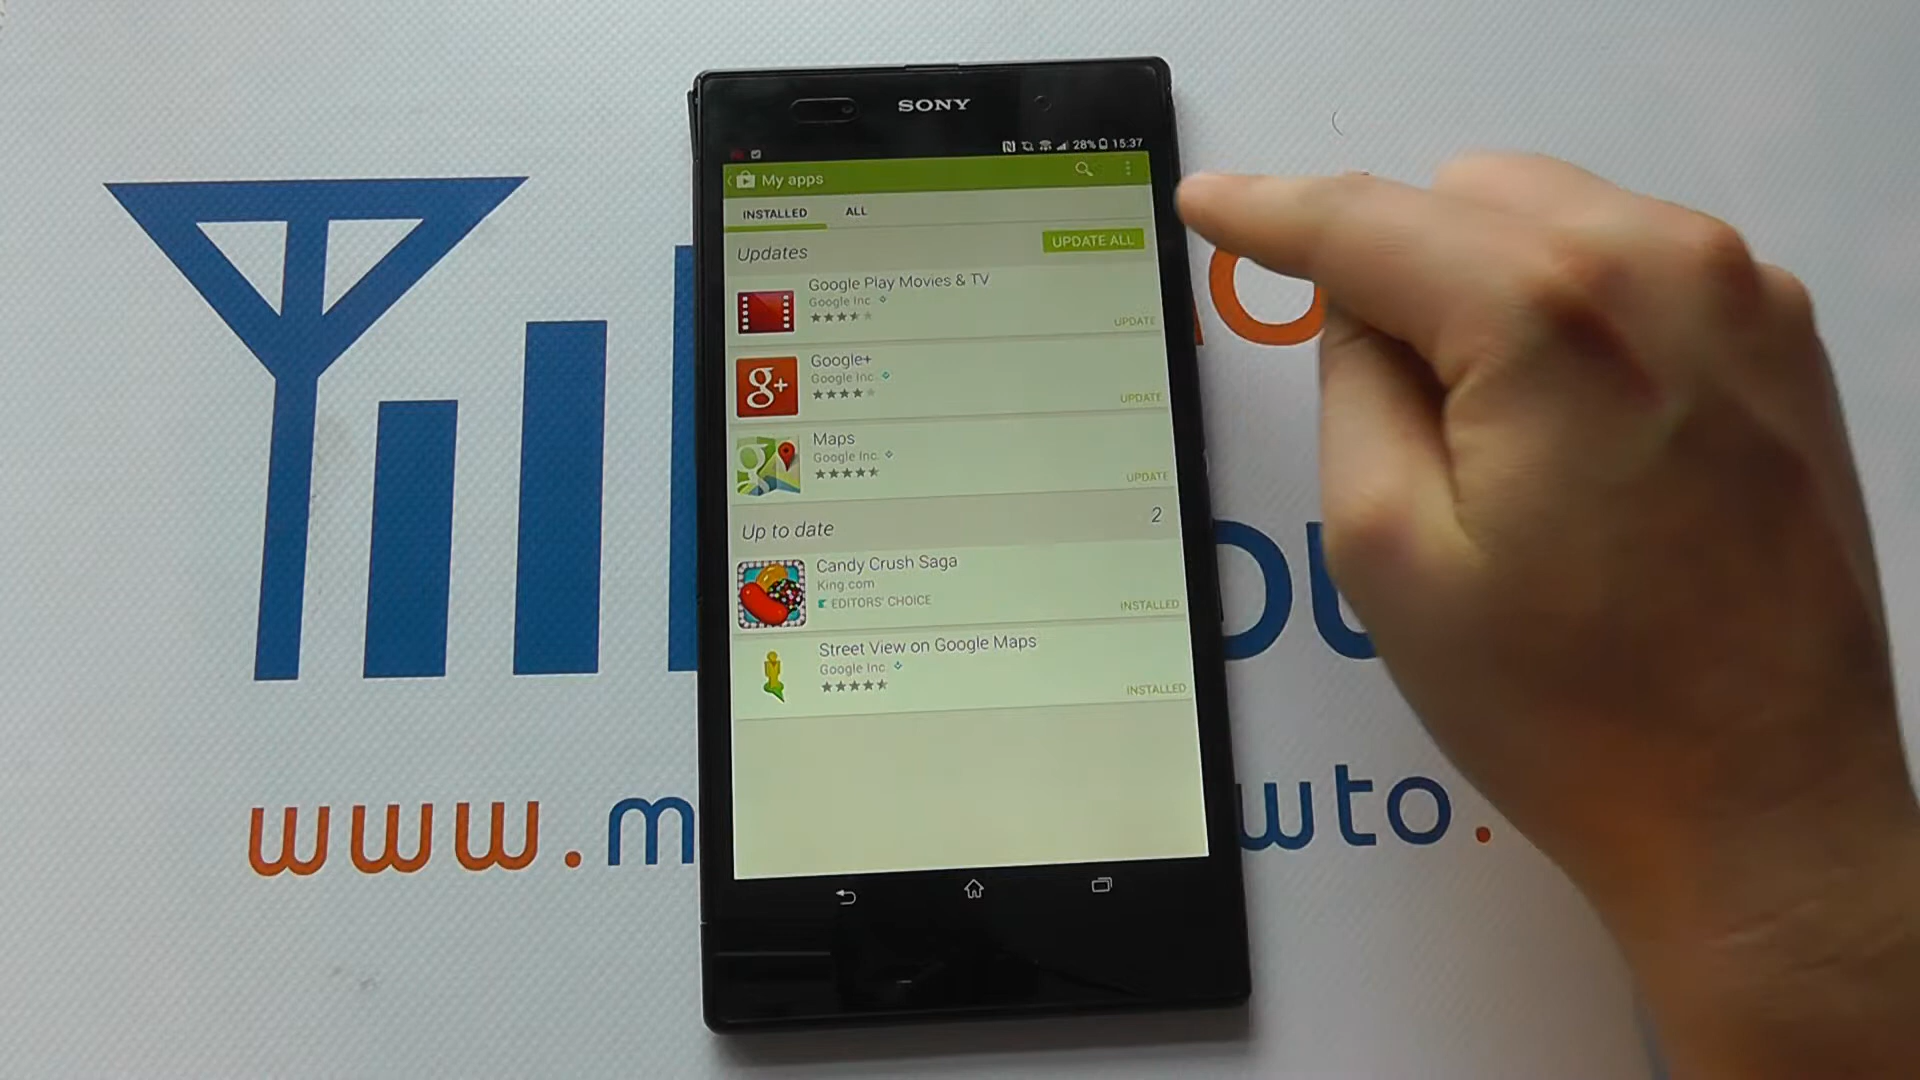 SONY
28% 15:37
My apps
INSTALLED ALL
Updates UPDATE ALL
Google Play Movies & TV
Google Inc.
UPDATE
Google+
Google Inc.
UPDATE
Maps
Google Inc.
UPDATE
Up to date 2
Candy Crush Saga
King.com
EDITORS' CHOICE
INSTALLED
Street View on Google Maps
Google Inc.
INSTALLED
www.m wto.